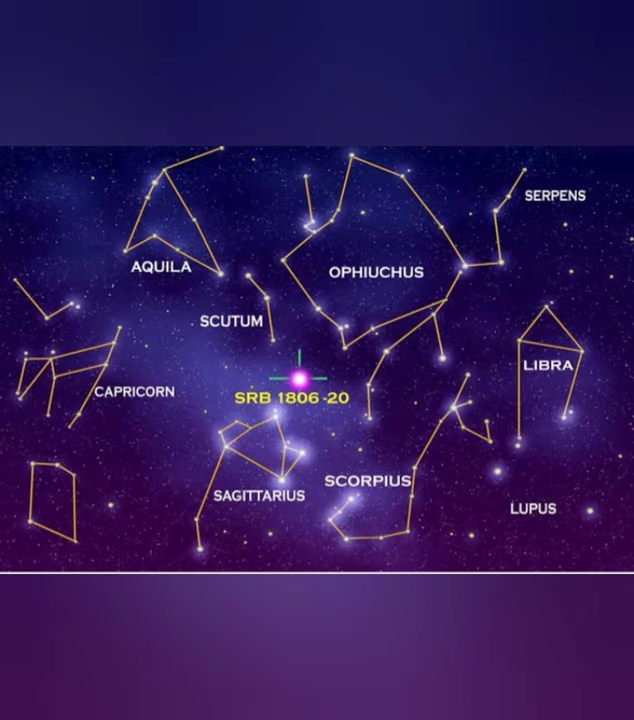 SERPENS
AQUILA
OPHIUCHUS
SCUTUM
LIBRA
CAPRICORN
SRB 1806-20
SCORPIUS
SAGITTARIUS
LUPUS